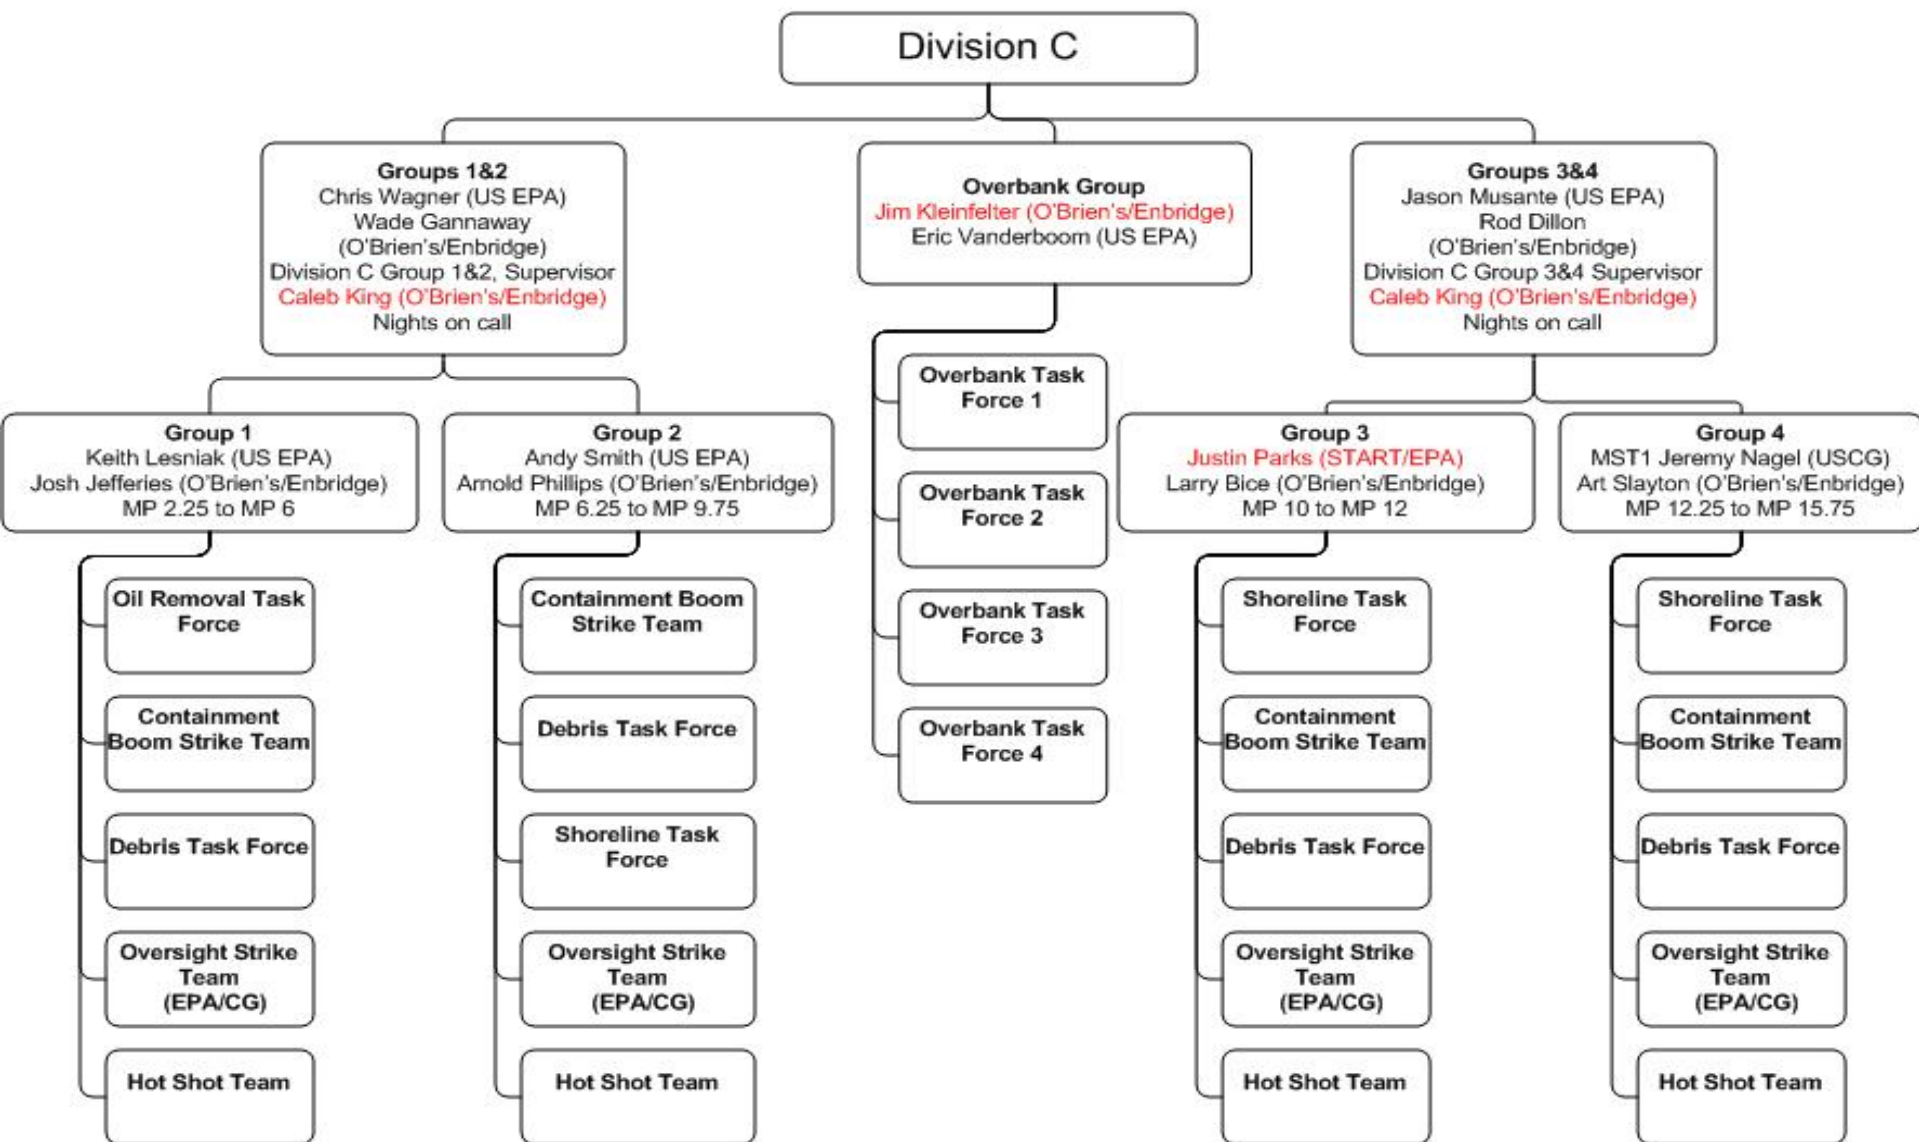 Division C
Groups 1&2
Chris Wagner (US EPA)
Wade Gannaway
(O'Brien's/Enbridge)
Division C Group 1&2, Supervisor
Caleb King (O'Brien's/Enbridge)
Nights on call
Overbank Group
Jim Kleinfelter (O'Brien's/Enbridge)
Eric Vanderboom (US EPA)
Groups 3&4
Jason Musante (US EPA)
Rod Dillon
(O'Brien's/Enbridge)
Division C Group 3&4 Supervisor
Caleb King (O'Brien's/Enbridge)
Nights on call
Group 1
Keith Lesniak (US EPA)
Josh Jefferies (O'Brien's/Enbridge)
MP 2.25 to MP 6
Oil Removal Task
Force
Containment
Boom Strike Team
Debris Task Force
Oversight Strike
Team
(EPA/CG)
Hot Shot Team
Group 2
Andy Smith (US EPA)
Arnold Phillips (O'Brien's/Enbridge)
MP 6.25 to MP 9.75
Containment Boom
Strike Team
Debris Task Force
Shoreline Task
Force
Oversight Strike
Team
(EPA/CG)
Hot Shot Team
Overbank Task
Force 1
Overbank Task
Force 2
Overbank Task
Force 3
Overbank Task
Force 4
Group 3
Justin Parks (START/EPA)
Larry Bice (O'Brien's/Enbridge)
MP 10 to MP 12
Shoreline Task
Force
Containment
Boom Strike Team
Debris Task Force
Oversight Strike
Team
(EPA/CG)
Hot Shot Team
Group 4
MST1 Jeremy Nagel (USCG)
Art Slayton (O'Brien's/Enbridge)
MP 12.25 to MP 15.75
Shoreline Task
Force
Containment
Boom Strike Team
Debris Task Force
Oversight Strike
Team
(EPA/CG)
Hot Shot Team